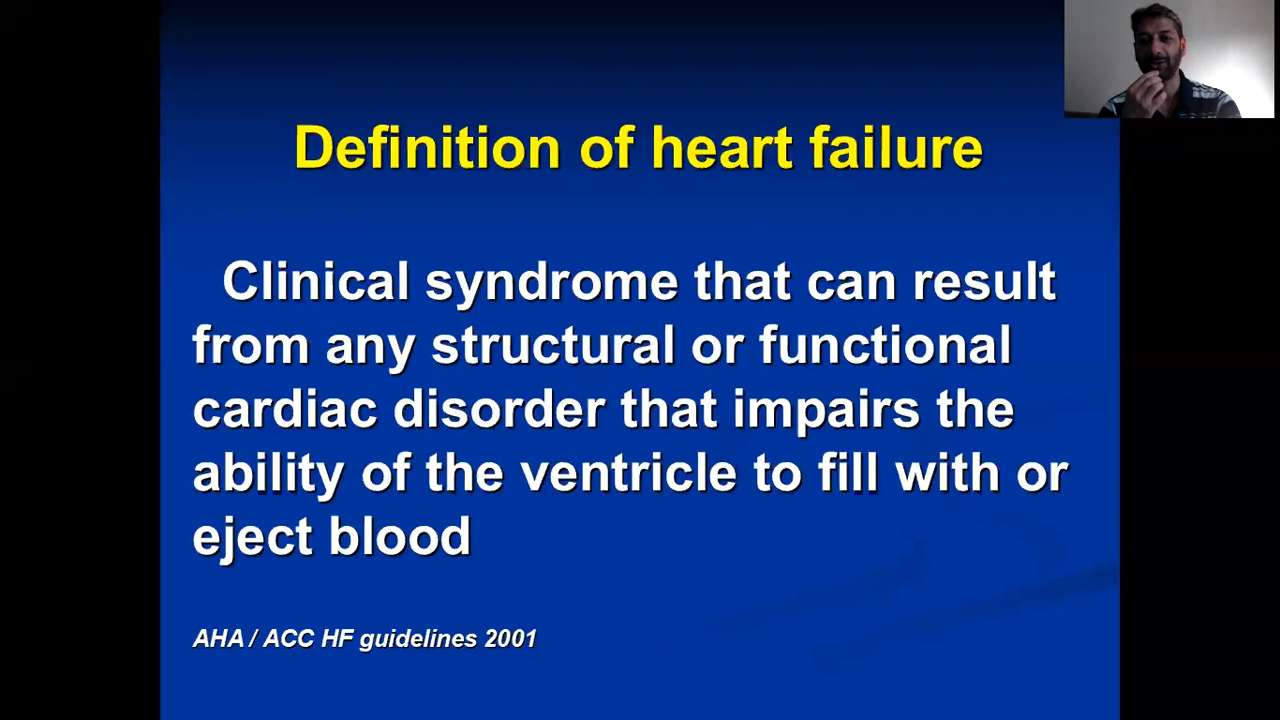 Definition of heart failure
Clinical syndrome that can result
from any structural or functional
cardiac disorder that impairs the
ability of the ventricle to fill with or
eject blood
AHA / ACC HF guidelines 2001